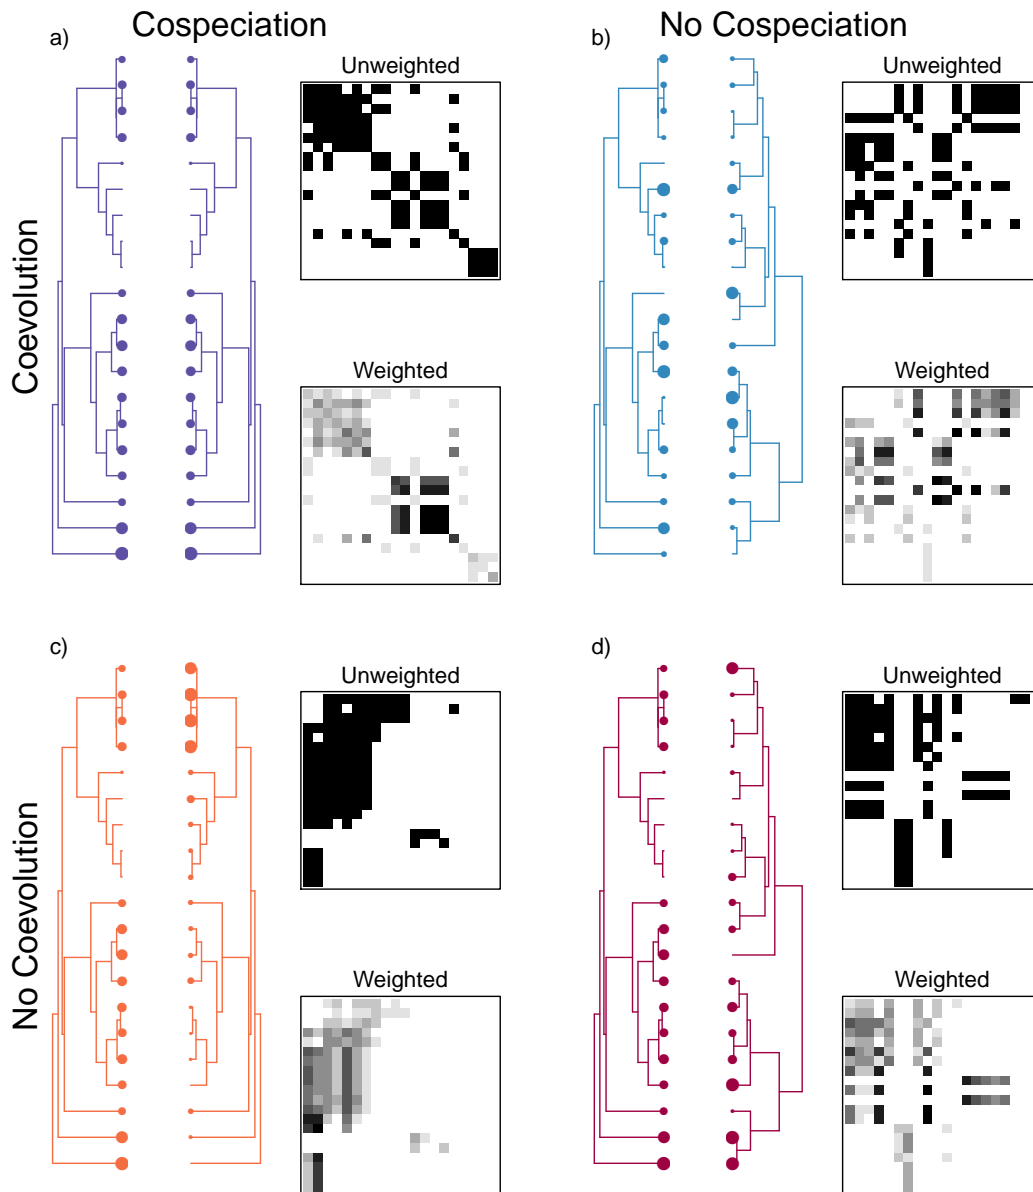 Cospeciation
No Cospeciation
a)
b)
Unweighted
Unweighted
Coevolution
Weighted
Weighted
c)
d)
Unweighted
Unweighted
No Coevolution
Weighted
Weighted